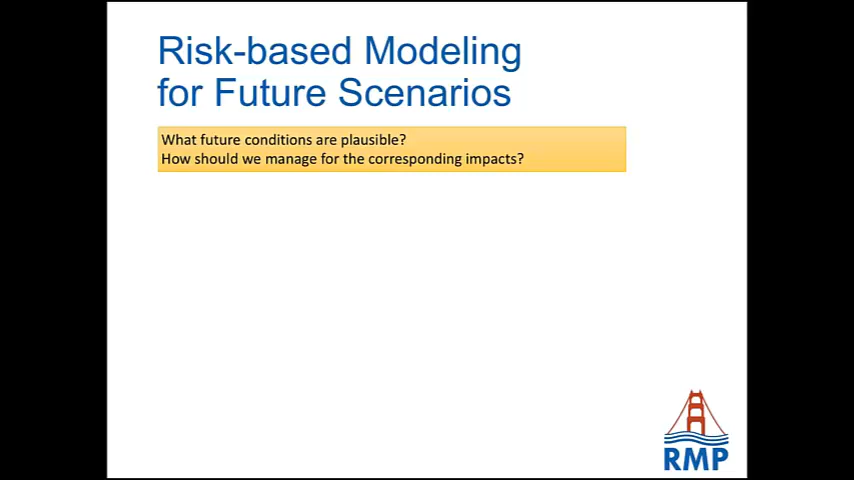 Risk-based Modeling
for Future Scenarios
What future conditions are plausible?
How should we manage for the corresponding impacts?
RMP